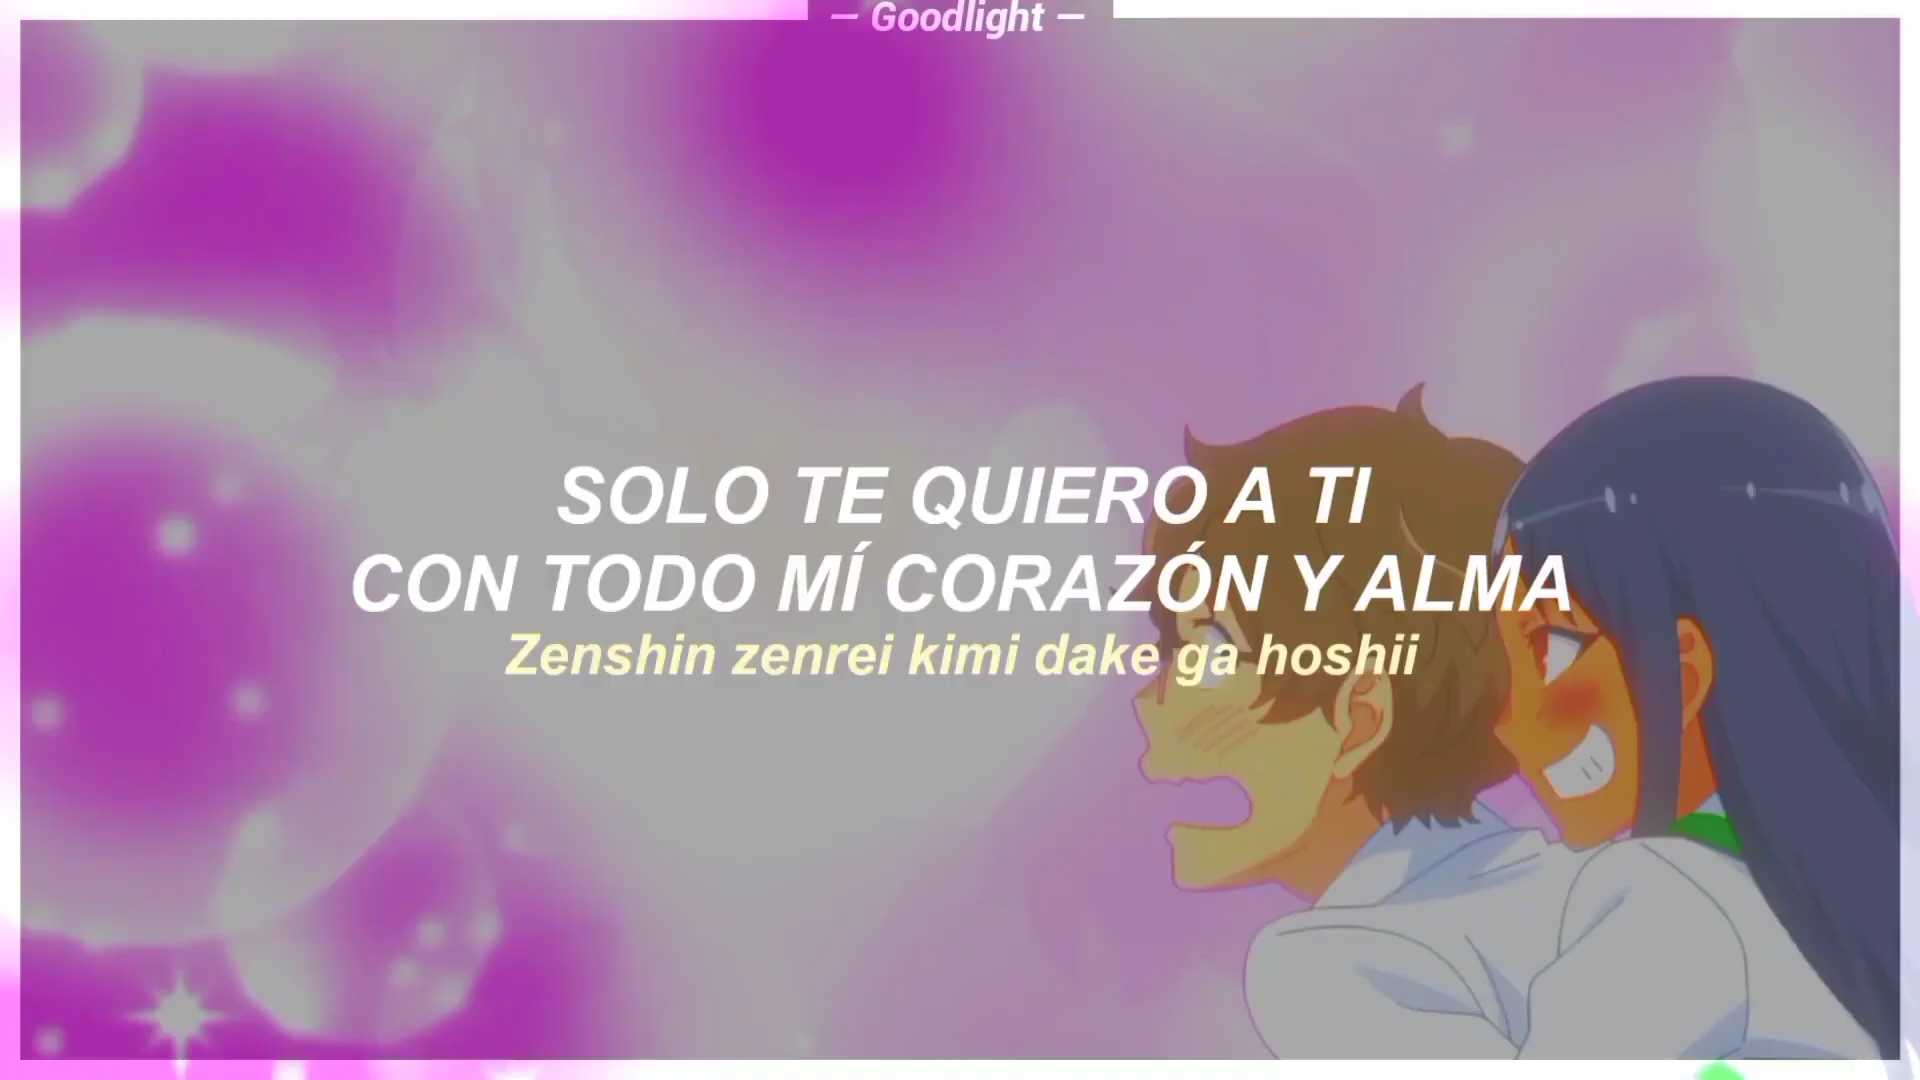 — Goodlight —
SOLO TE QUIERO A TI
CON TODO MÍ CORAZÓN Y ALMA
Zenshin zenrei kimi dake ga hoshii